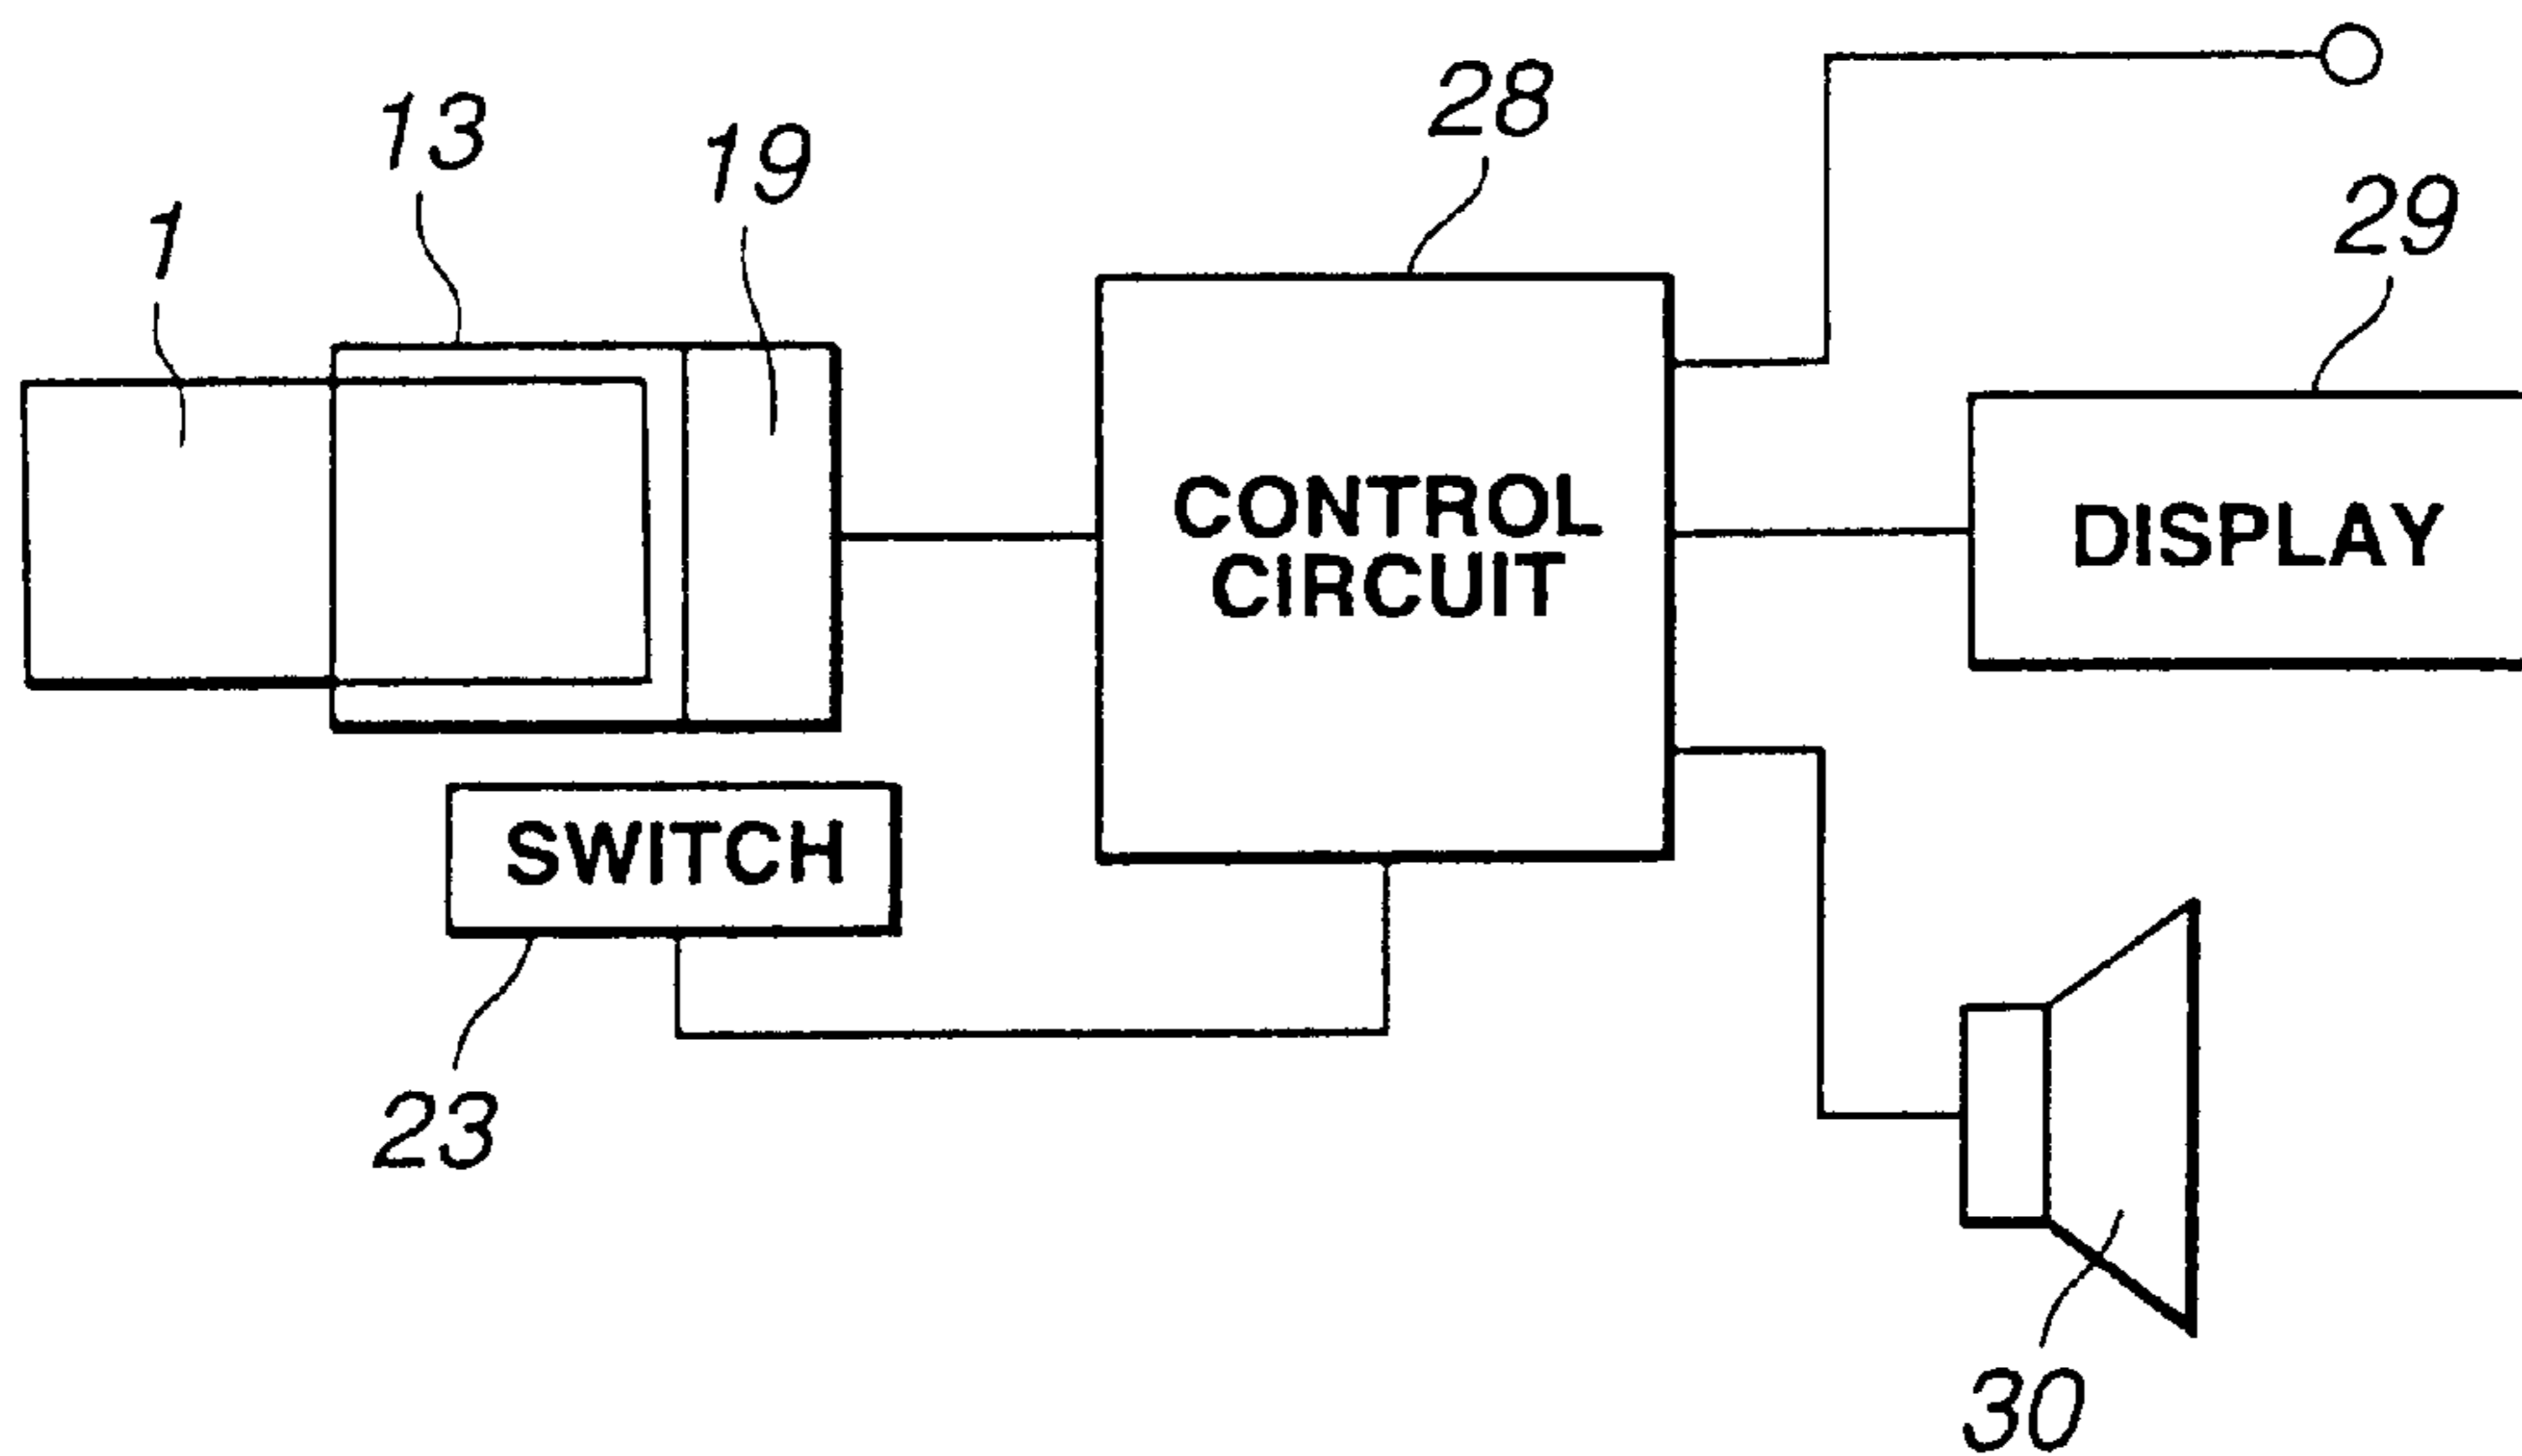 28
13
19
1
29
CONTROL
CIRCUIT
DISPLAY
SWITCH
23
30